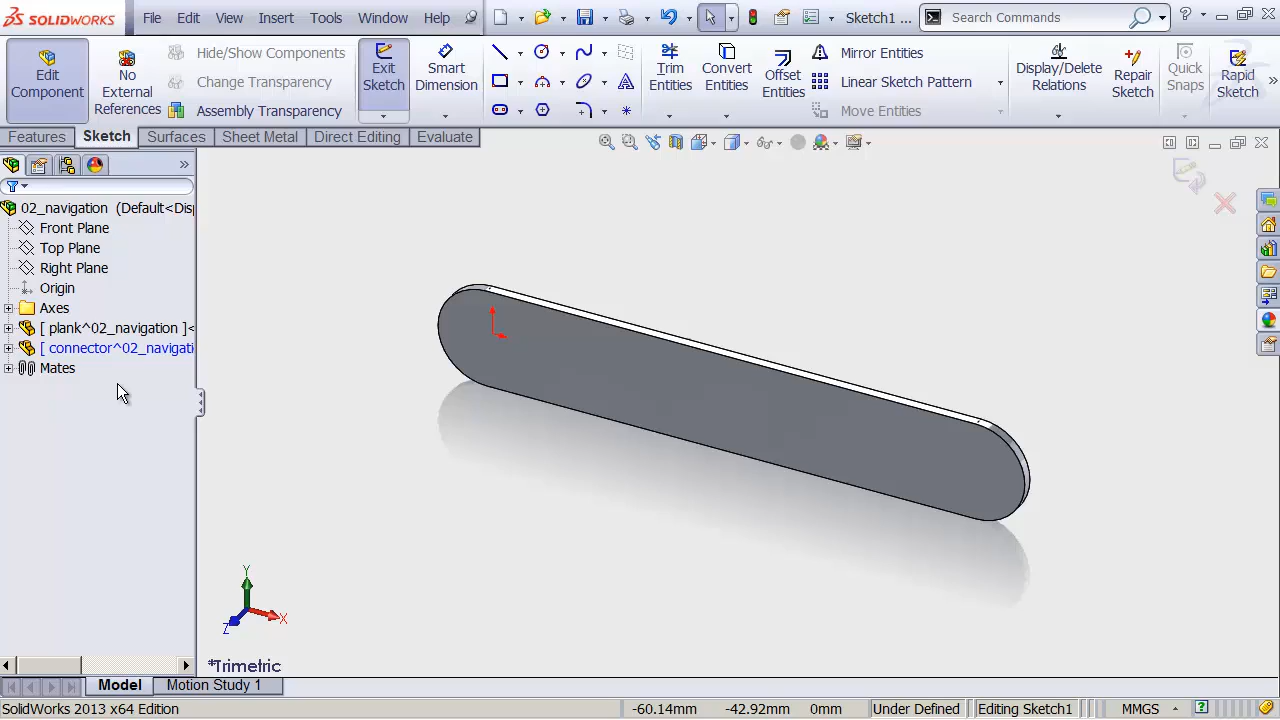 SOLIDWORKS
File Edit View Insert Tools Window Help
Sketch1 ...
Search Commands
Edit Component
No External References
Hide/Show Components
Change Transparency
Assembly Transparency
Exit Sketch
Smart Dimension
Trim Entities
Convert Entities
Offset Entities
Mirror Entities
Linear Sketch Pattern
Move Entities
Display/Delete Relations
Repair Sketch
Quick Snaps
Rapid Sketch
Features Sketch Surfaces Sheet Metal Direct Editing Evaluate
02_navigation (Default<Dis
Front Plane
Top Plane
Right Plane
Origin
Axes
[ plank^02_navigation ]<
[ connector^02_navigati
Mates
Y
X
Z
*Trimetric
Model Motion Study 1
SolidWorks 2013 x64 Edition
-60.14mm -42.92mm 0mm Under Defined Editing Sketch1 MMGS